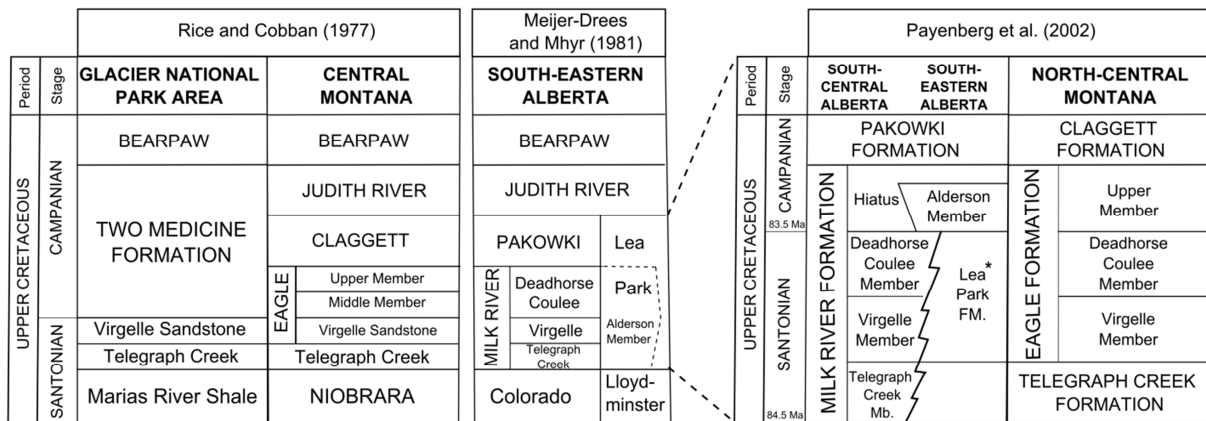 Rice and Cobban (1977)
Meijer-Drees
and Mhyr (1981)
Payenberg et al. (2002)
Period
Stage
GLACIER NATIONAL
PARK AREA
CENTRAL
MONTANA
SOUTH-EASTERN
ALBERTA
Period
Stage
SOUTH-
CENTRAL
ALBERTA
SOUTH-
EASTERN
ALBERTA
NORTH-CENTRAL
MONTANA
UPPER CRETACEOUS
CAMPANIAN
SANTONIAN
BEARPAW
TWO MEDICINE
FORMATION
Virgelle Sandstone
Telegraph Creek
Marias River Shale
BEARPAW
JUDITH RIVER
CLAGGETT
EAGLE
Upper Member
Middle Member
Virgelle Sandstone
Telegraph Creek
NIOBRARA
BEARPAW
JUDITH RIVER
PAKOWKI
Lea
Park
Alderson
Member
MILK RIVER
Deadhorse
Coulee
Virgelle
Telegraph
Creek
Colorado
Lloyd-
minster
UPPER CRETACEOUS
CAMPANIAN
83.5 Ma
SANTONIAN
84.5 Ma
PAKOWKI
FORMATION
MILK RIVER FORMATION
Hiatus
Alderson
Member
Deadhorse
Coulee
Member
Lea*
Park
FM.
Virgelle
Member
Telegraph
Creek
Mb.
CLAGGETT
FORMATION
EAGLE FORMATION
Upper
Member
Deadhorse
Coulee
Member
Virgelle
Member
TELEGRAPH CREEK
FORMATION